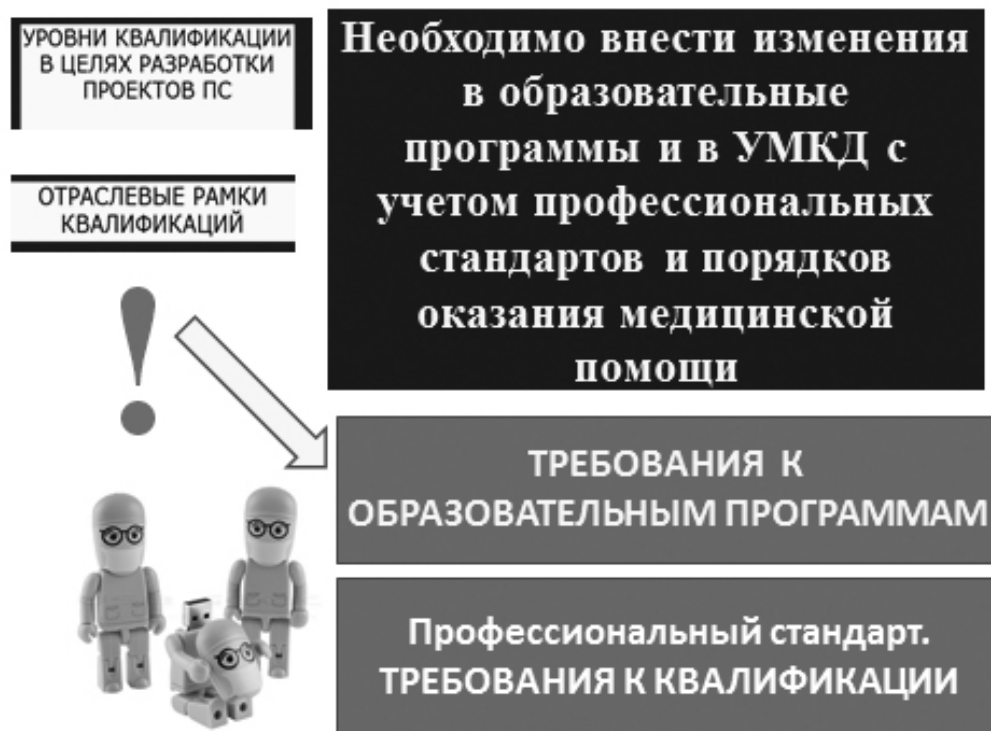 УРОВНИ КВАЛИФИКАЦИИ
В ЦЕЛЯХ РАЗРАБОТКИ
ПРОЕКТОВ ПС
ОТРАСЛЕВЫЕ РАМКИ
КВАЛИФИКАЦИЙ
!
Необходимо внести изменения
в образовательные
программы и в УМКД с
учетом профессиональных
стандартов и порядков
оказания медицинской
помощи
ТРЕБОВАНИЯ К
ОБРАЗОВАТЕЛЬНЫМ ПРОГРАММАМ
Профессиональный стандарт.
ТРЕБОВАНИЯ К КВАЛИФИКАЦИИ